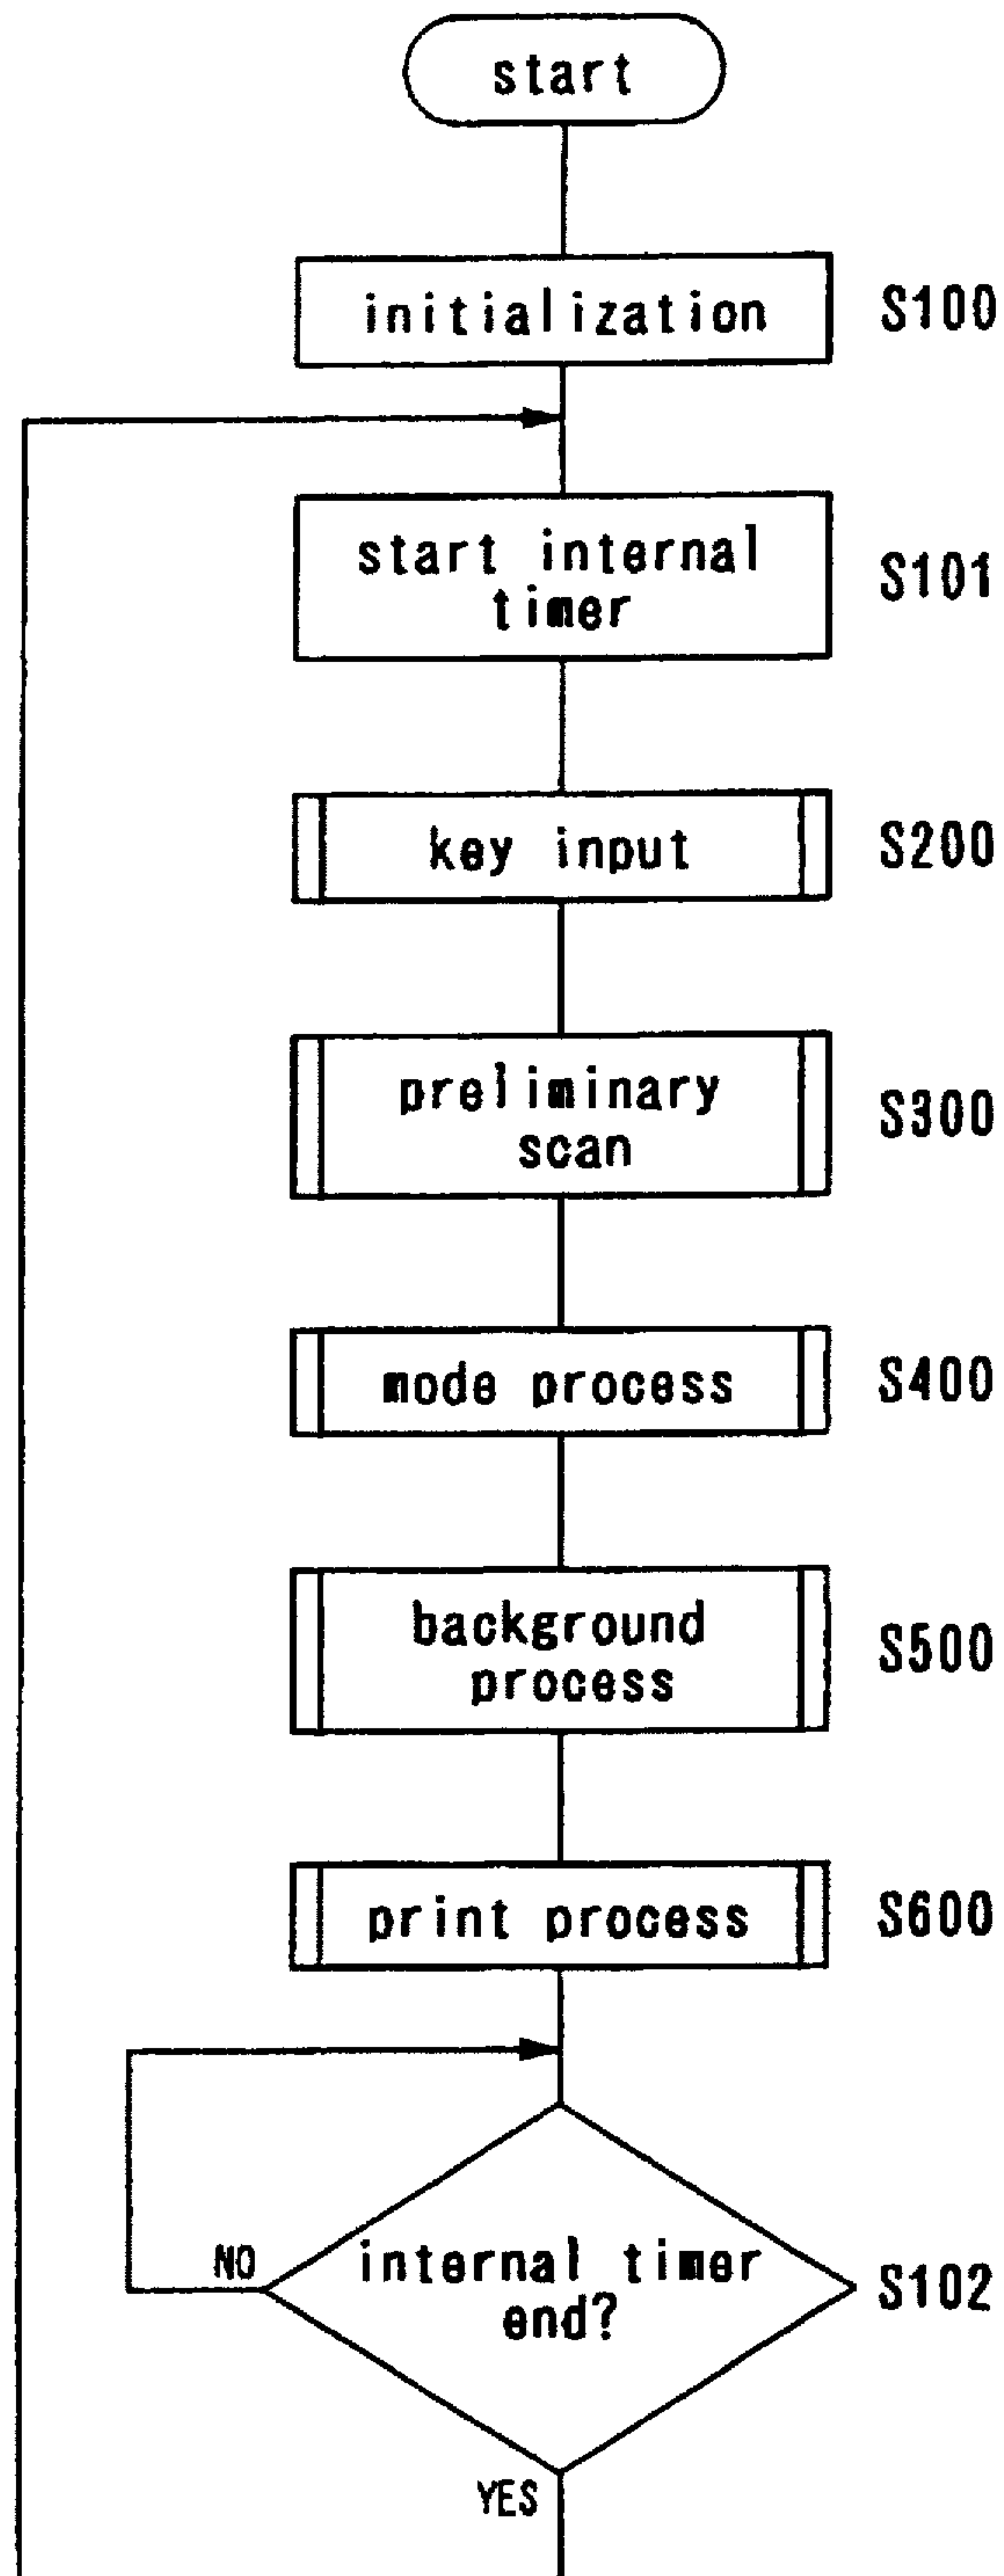 start
initialization S100
start internal
timer
S101
key input S200
preliminary
scan
S300
mode process S400
background
process
S500
print process S600
NO
internal timer
end?
S102
YES